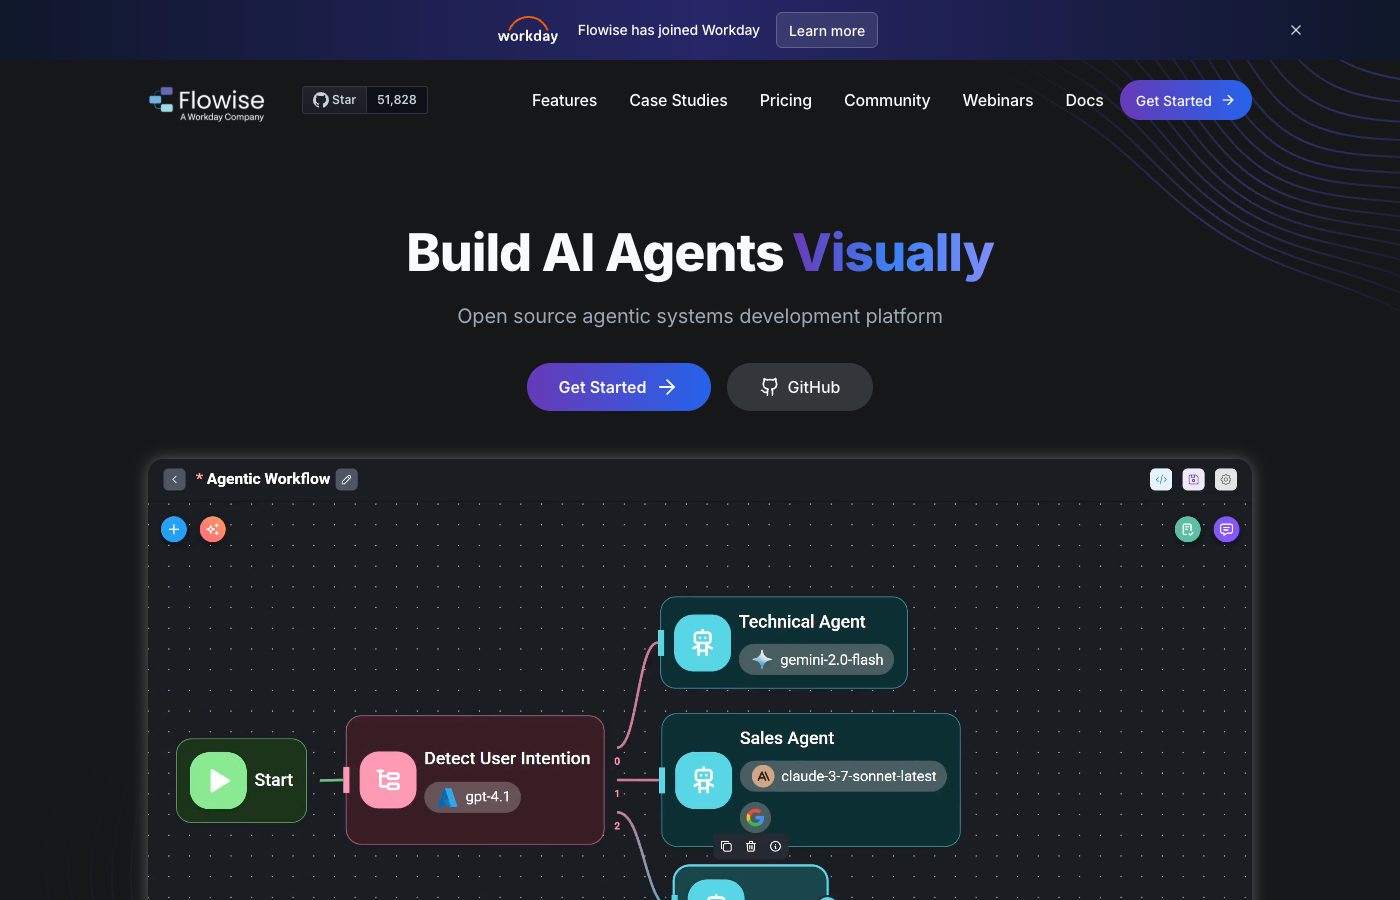 workday Flowise has joined Workday Learn more
Flowise
A Workday Company
Star 51,828
Features Case Studies Pricing Community Webinars Docs Get Started
Build AI Agents Visually
Open source agentic systems development platform
Get Started GitHub
* Agentic Workflow
Technical Agent
gemini-2.0-flash
Sales Agent
claude-3-7-sonnet-latest
Start
Detect User Intention
gpt-4.1
0
1
2